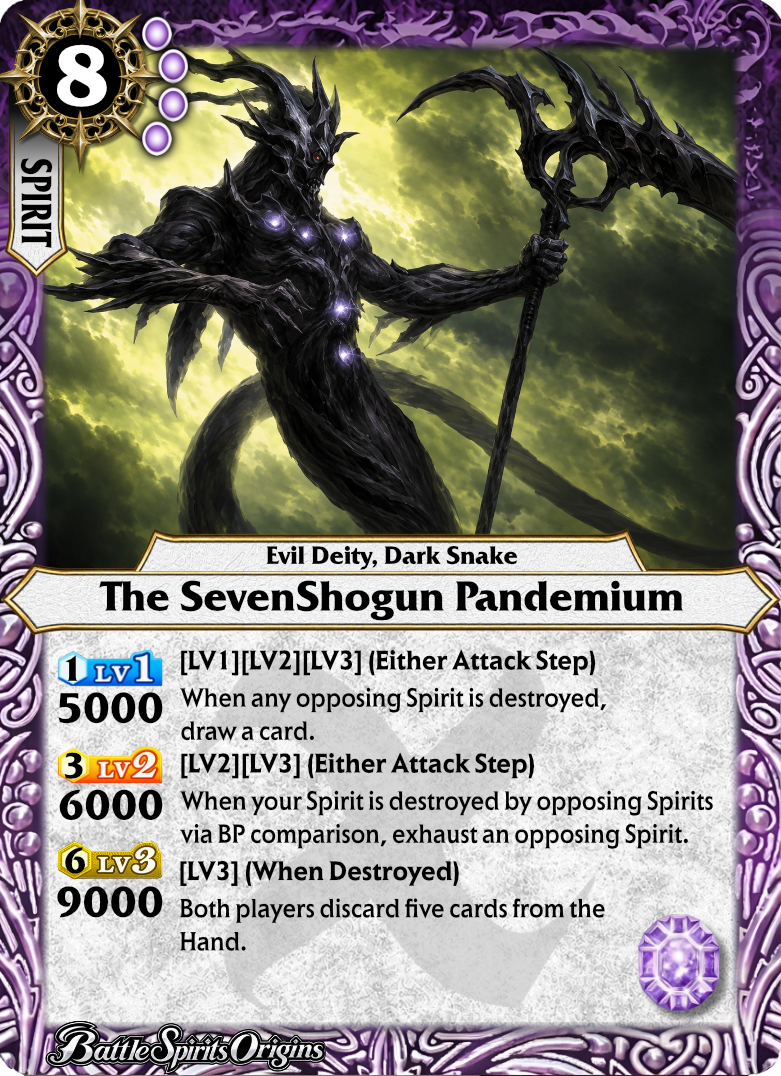 8
SPIRIT
Evil Deity, Dark Snake
The SevenShogun Pandemium
1 LV1
5000
[LV1][LV2][LV3] (Either Attack Step)
When any opposing Spirit is destroyed,
draw a card.
3 LV2
6000
[LV2][LV3] (Either Attack Step)
When your Spirit is destroyed by opposing Spirits
via BP comparison, exhaust an opposing Spirit.
6 LV3
9000
[LV3] (When Destroyed)
Both players discard five cards from the
Hand.
Battle Spirits Origins